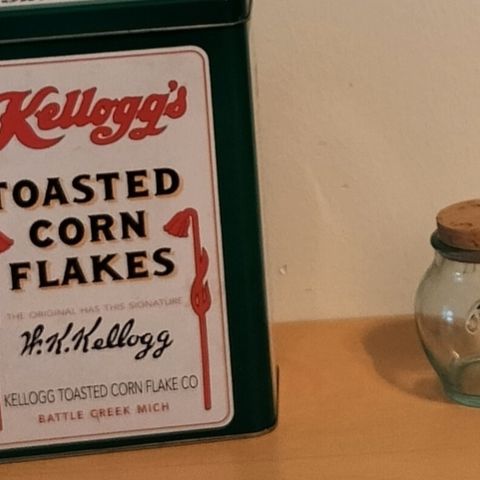 Kellogg's
TOASTED
CORN
FLAKES
THE ORIGINAL HAS THIS SIGNATURE
W.K.Kellogg
KELLOGG TOASTED CORN FLAKE CO
BATTLE CREEK MICH